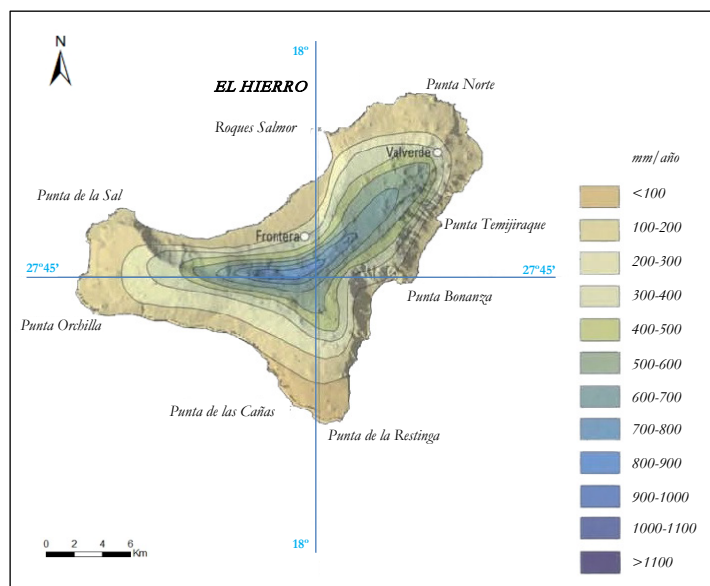 N
18º
EL HIERRO
Punta Norte
Roques Salmor
Valverde
mm/año
<100
Punta de la Sal
100-200
Punta Temijiraque
Frontera
200-300
27º45'
27º45'
300-400
Punta Bonanza
Punta Orchilla
400-500
500-600
600-700
Punta de las Cañas
Punta de la Restinga
700-800
800-900
900-1000
1000-1100
18º
0 2 4 6
Km
>1100